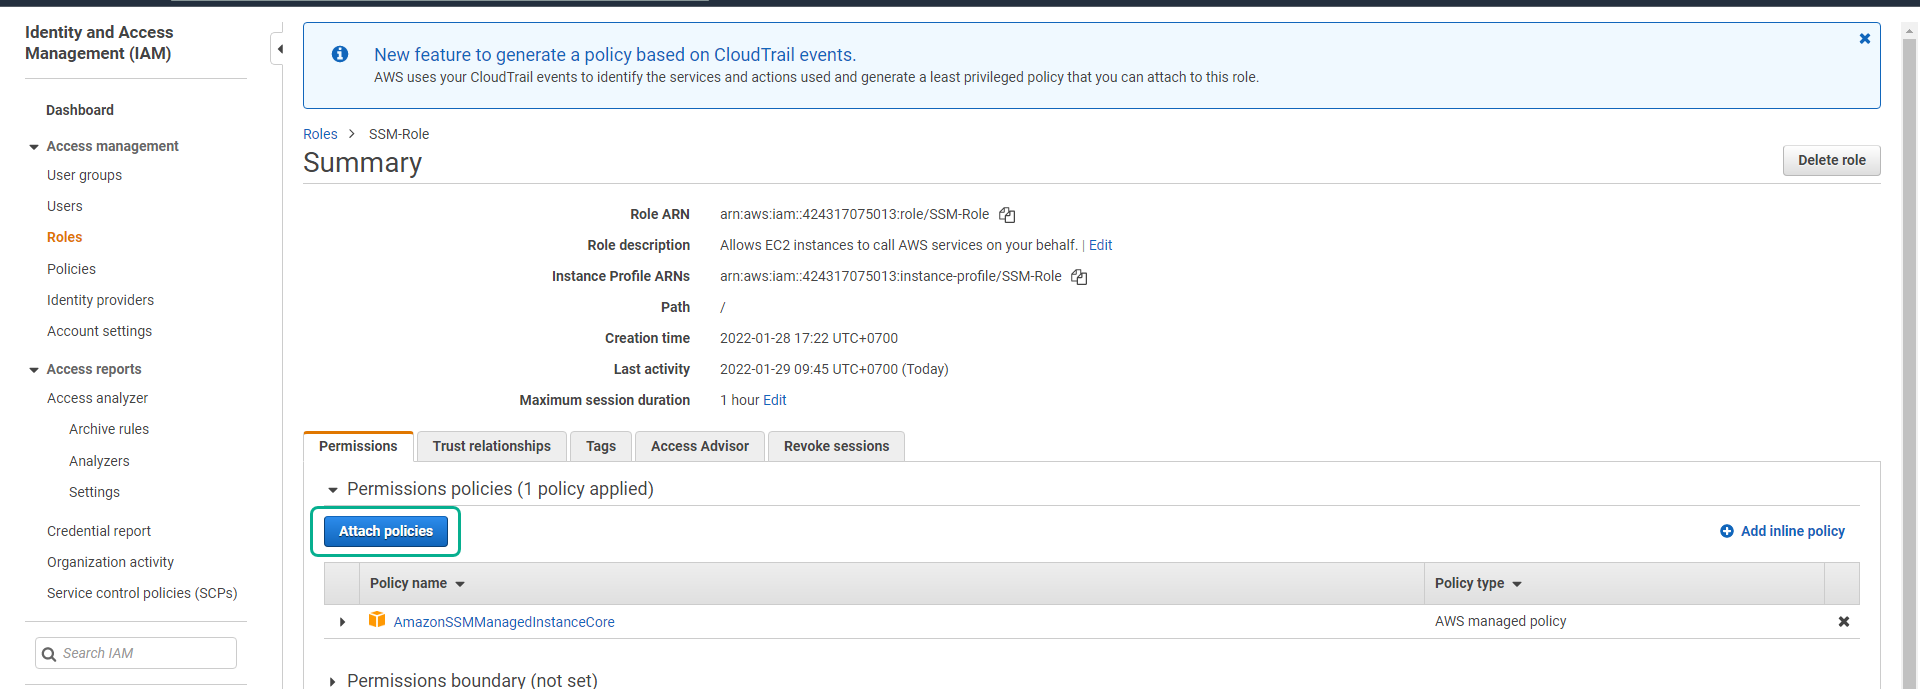 Identity and Access
Management (IAM)
Dashboard
Access management
User groups
Users
Roles
Policies
Identity providers
Account settings
Access reports
Access analyzer
Archive rules
Analyzers
Settings
Credential report
Organization activity
Service control policies (SCPs)
Search IAM
New feature to generate a policy based on CloudTrail events.
AWS uses your CloudTrail events to identify the services and actions used and generate a least privileged policy that you can attach to this role.
Roles > SSM-Role
Summary
Delete role
Role ARN arn:aws:iam::424317075013:role/SSM-Role
Role description Allows EC2 instances to call AWS services on your behalf. | Edit
Instance Profile ARNs arn:aws:iam::424317075013:instance-profile/SSM-Role
Path /
Creation time 2022-01-28 17:22 UTC+0700
Last activity 2022-01-29 09:45 UTC+0700 (Today)
Maximum session duration 1 hour Edit
Permissions Trust relationships Tags Access Advisor Revoke sessions
Permissions policies (1 policy applied)
Attach policies Add inline policy
Policy name Policy type
AmazonSSMManagedInstanceCore AWS managed policy
Permissions boundary (not set)